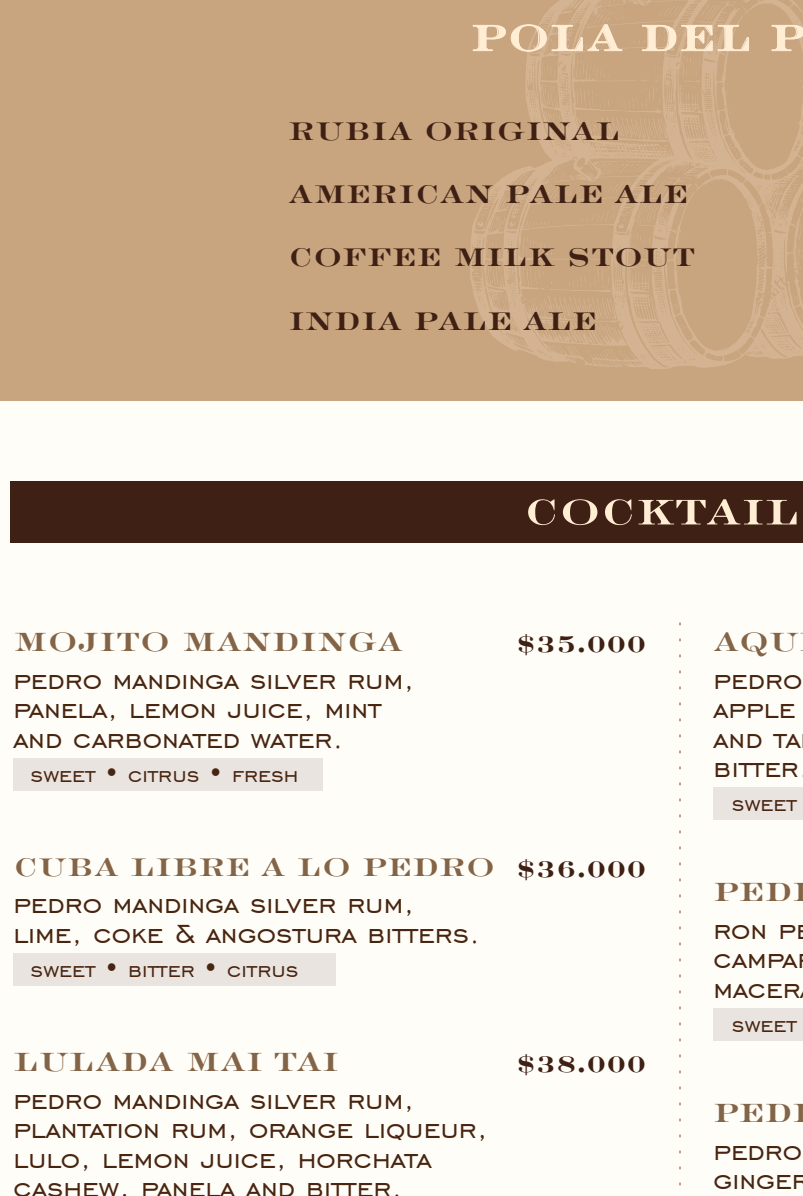 POLA DEL
RUBIA ORIGINAL
AMERICAN PALE ALE
COFFEE MILK STOUT
INDIA PALE ALE
COCKTAIL
MOJITO MANDINGA $35.000
PEDRO MANDINGA SILVER RUM,
PANELA, LEMON JUICE, MINT
AND CARBONATED WATER.
SWEET • CITRUS • FRESH
CUBA LIBRE A LO PEDRO $36.000
PEDRO MANDINGA SILVER RUM,
LIME, COKE & ANGOSTURA BITTERS.
SWEET • BITTER • CITRUS
LULADA MAI TAI $38.000
PEDRO MANDINGA SILVER RUM,
PLANTATION RUM, ORANGE LIQUEUR,
LULO, LEMON JUICE, HORCHATA
CASHEW, PANELA AND BITTER.
PEDRO
APPLE
AND
BITTER
SWEET
RON
SWEET
PEDRO